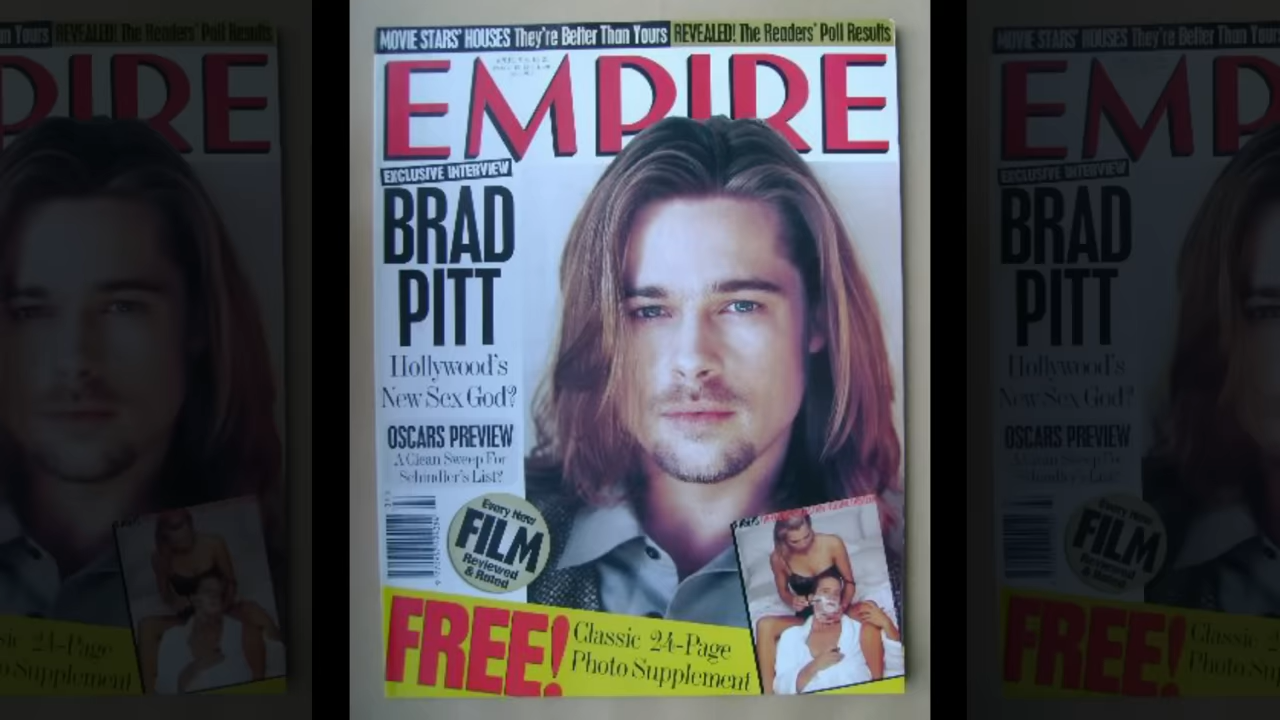 MOVIE STARS' HOUSES They're Better Than Yours REVEALED! The Readers' Poll Results
EMPIRE
EXCLUSIVE INTERVIEW
BRAD
PITT
Hollywood's
New Sex God?
OSCARS PREVIEW
A Clean Sweep For
Schindler's List?
Every New
FILM
Reviewed
& Rated
FREE!
Classic 24-Page
Photo Supplement